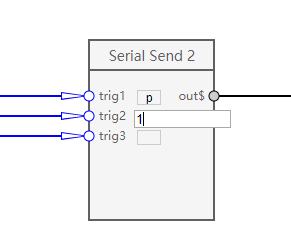 Serial Send 2
trig1 p out$
trig2 1
trig3